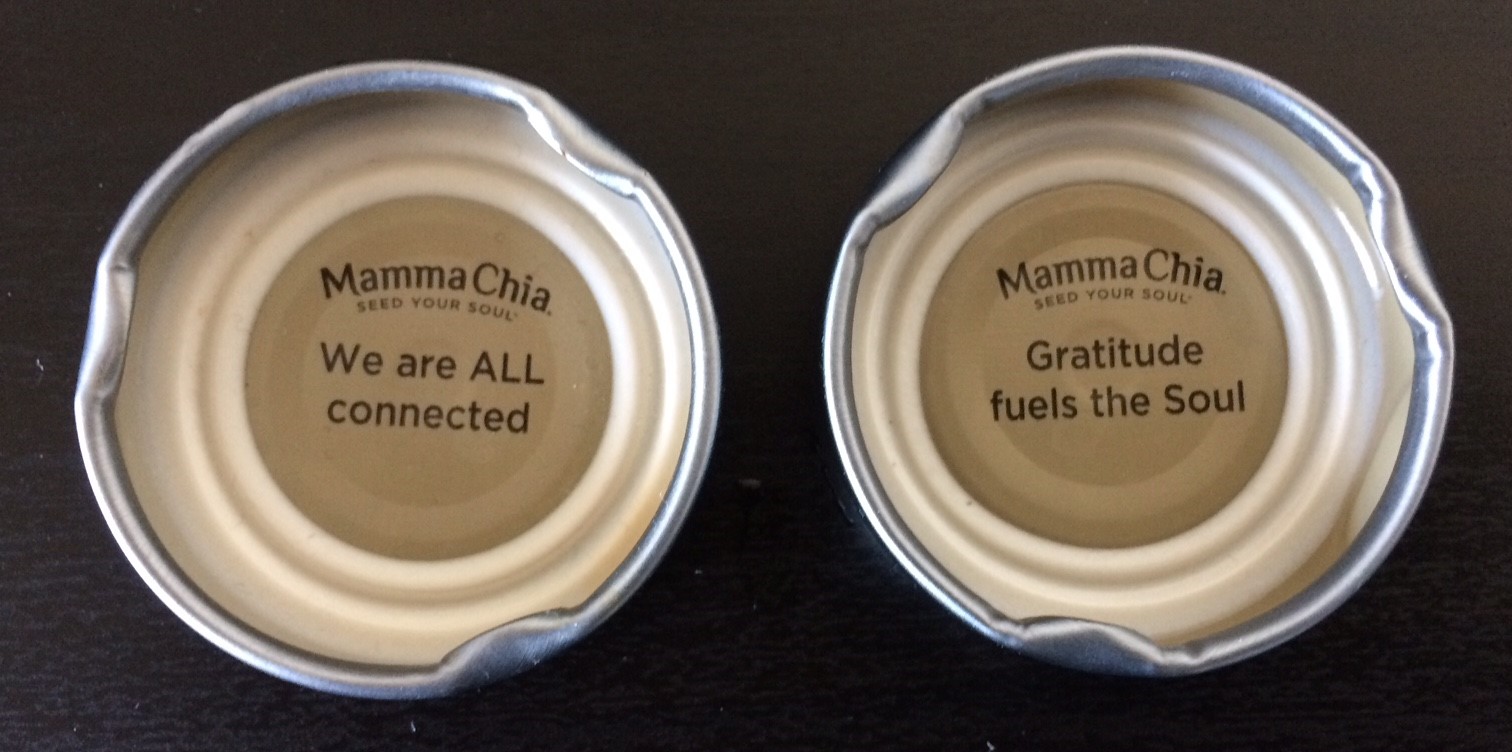 Mamma Chia
SEED YOUR SOUL
We are ALL
connected
Mamma Chia
SEED YOUR SOUL
Gratitude
fuels the Soul